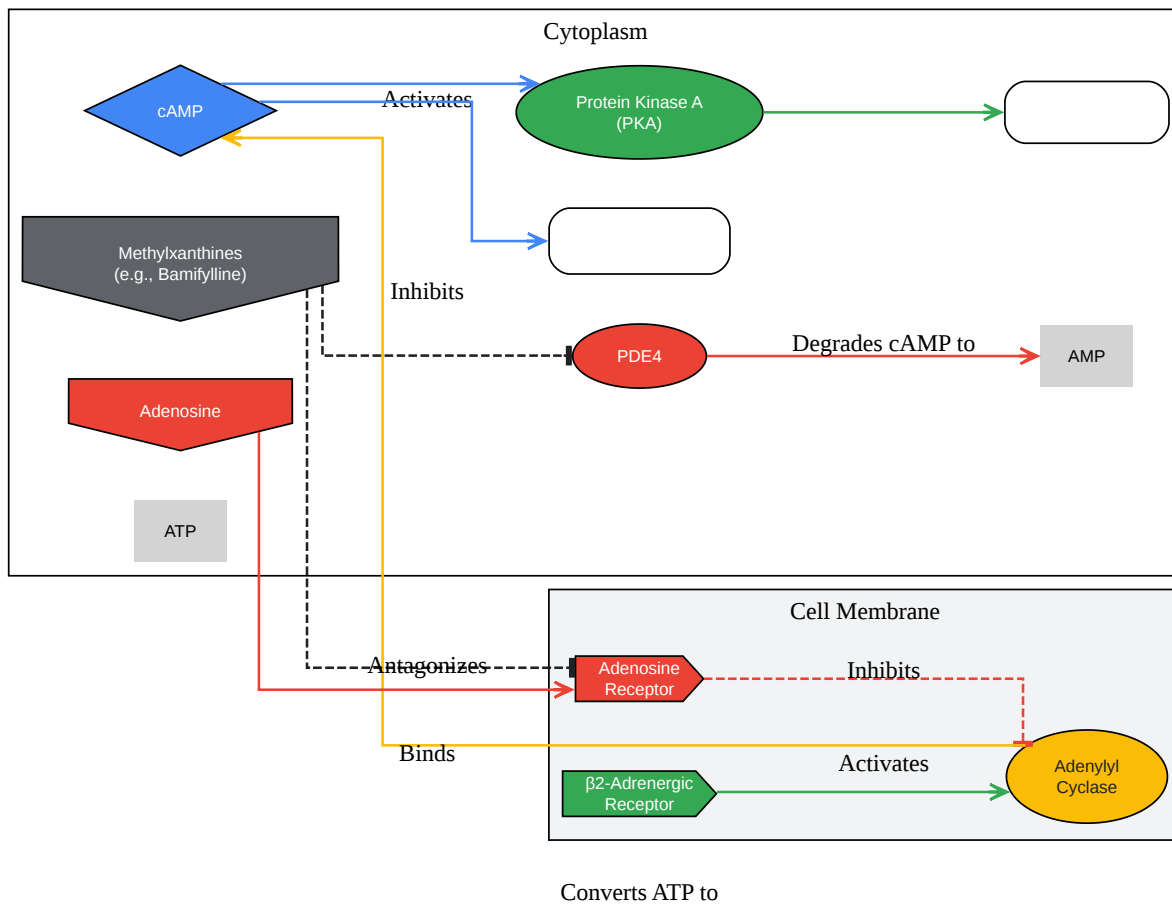 Cytoplasm
cAMP
Activates
Protein Kinase A
(PKA)
Methylxanthines
(e.g., Bamifylline)
Inhibits
PDE4
Degrades cAMP to
AMP
Adenosine
ATP
Cell Membrane
Antagonizes
Adenosine
Receptor
Inhibits
Binds
β2-Adrenergic
Receptor
Activates
Adenylyl
Cyclase
Converts ATP to